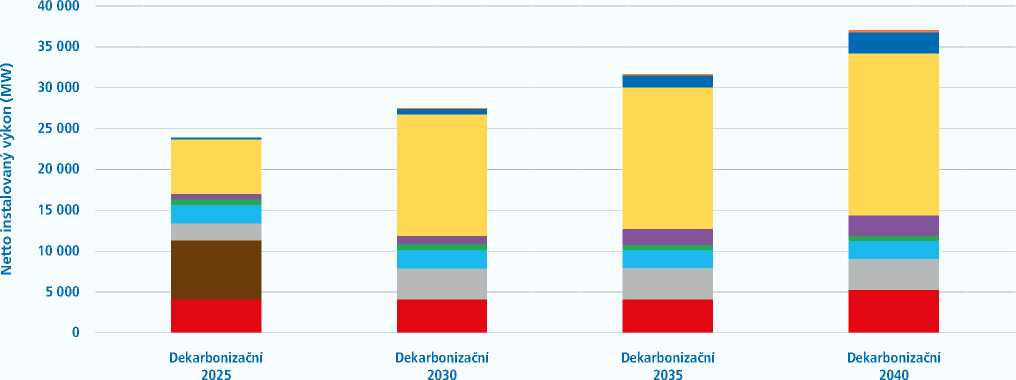 Netto instalovaný výkon (MW)
40 000
35 000
30 000
25 000
20 000
15 000
10 000
5 000
0
Dekarbonizační
2025
Dekarbonizační
2030
Dekarbonizační
2035
Dekarbonizační
2040